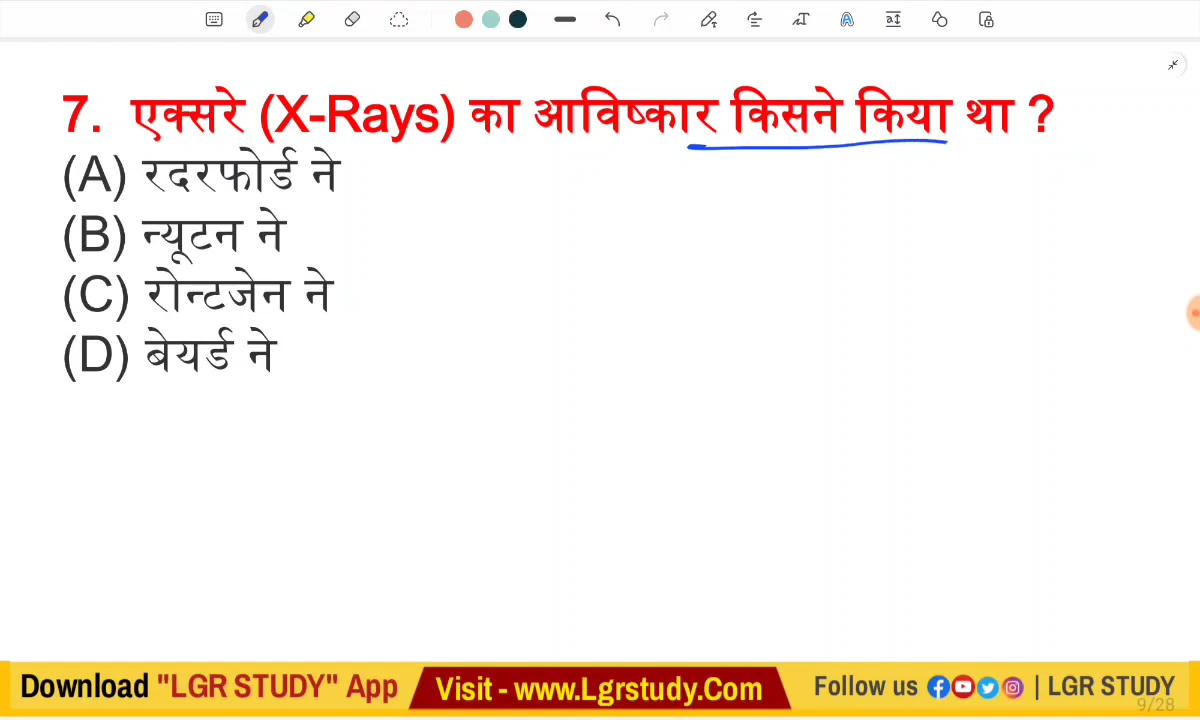 7. एक्सरे (X-Rays) का आविष्कार किसने किया था ?
(A) रदरफोर्ड ने
(B) न्यूटन ने
(C) रोन्टजेन ने
(D) बेयर्ड ने
Download "LGR STUDY" App Visit - www.Lgrstudy.Com Follow us | LGR STUDY
9/28